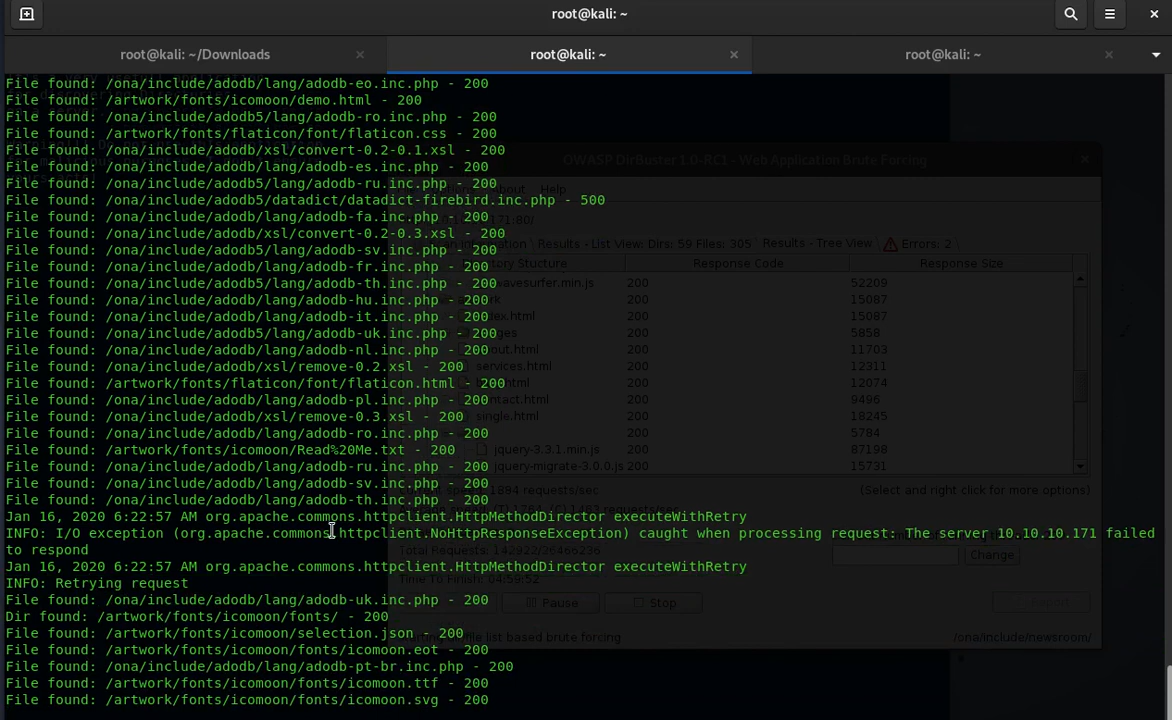 root@kali: ~
root@kali: ~/Downloads
root@kali: ~
root@kali: ~
File found: /ona/include/adodb/lang/adodb-eo.inc.php - 200
File found: /artwork/fonts/icomoon/demo.html - 200
File found: /ona/include/adodb5/lang/adodb-ro.inc.php - 200
File found: /artwork/fonts/flaticon/font/flaticon.css - 200
File found: /ona/include/adodb/xsl/convert-0.2-0.1.xsl - 200
File found: /ona/include/adodb/lang/adodb-es.inc.php - 200
File found: /ona/include/adodb5/lang/adodb-ru.inc.php - 200
File found: /ona/include/adodb5/datadict/datadict-firebird.inc.php - 500
File found: /ona/include/adodb/lang/adodb-fa.inc.php - 200
File found: /ona/include/adodb/xsl/convert-0.2-0.3.xsl - 200
File found: /ona/include/adodb5/lang/adodb-sv.inc.php - 200
File found: /ona/include/adodb/lang/adodb-fr.inc.php - 200
File found: /ona/include/adodb5/lang/adodb-th.inc.php - 200
File found: /ona/include/adodb/lang/adodb-hu.inc.php - 200
File found: /ona/include/adodb/lang/adodb-it.inc.php - 200
File found: /ona/include/adodb5/lang/adodb-uk.inc.php - 200
File found: /ona/include/adodb/lang/adodb-nl.inc.php - 200
File found: /ona/include/adodb/xsl/remove-0.2.xsl - 200
File found: /artwork/fonts/flaticon/font/flaticon.html - 200
File found: /ona/include/adodb/lang/adodb-pl.inc.php - 200
File found: /ona/include/adodb/xsl/remove-0.3.xsl - 200
File found: /ona/include/adodb/lang/adodb-ro.inc.php - 200
File found: /artwork/fonts/icomoon/Read%20Me.txt - 200
File found: /ona/include/adodb/lang/adodb-ru.inc.php - 200
File found: /ona/include/adodb/lang/adodb-sv.inc.php - 200
File found: /ona/include/adodb/lang/adodb-th.inc.php - 200
Jan 16, 2020 6:22:57 AM org.apache.commons.httpclient.HttpMethodDirector executeWithRetry
INFO: I/O exception (org.apache.commons.httpclient.NoHttpResponseException) caught when processing request: The server 10.10.10.171 failed
to respond
Jan 16, 2020 6:22:57 AM org.apache.commons.httpclient.HttpMethodDirector executeWithRetry
INFO: Retrying request
File found: /ona/include/adodb/lang/adodb-uk.inc.php - 200
Dir found: /artwork/fonts/icomoon/fonts/ - 200
File found: /artwork/fonts/icomoon/selection.json - 200
File found: /artwork/fonts/icomoon/fonts/icomoon.eot - 200
File found: /ona/include/adodb/lang/adodb-pt-br.inc.php - 200
File found: /artwork/fonts/icomoon/fonts/icomoon.ttf - 200
File found: /artwork/fonts/icomoon/fonts/icomoon.svg - 200
OWASP DirBuster 1.0-RC1 - Web Application Brute Forcing
About Help
Results - List View: Dirs: 59 Files: 305 Results - Tree View Errors: 2
Response Code Response Size
wavesurfer.min.js 200 52209
200 15087
200 15087
200 5858
200 11703
services.html 200 12311
200 12074
200 9496
single.html 200 18245
200 5784
jquery-3.3.1.min.js 200 87198
jquery-migrate-3.0.0.js 200 15731
(Select and right click for more options)
Change
Time To Finish: 04:59:52
Pause Stop
/ona/include/newsroom/